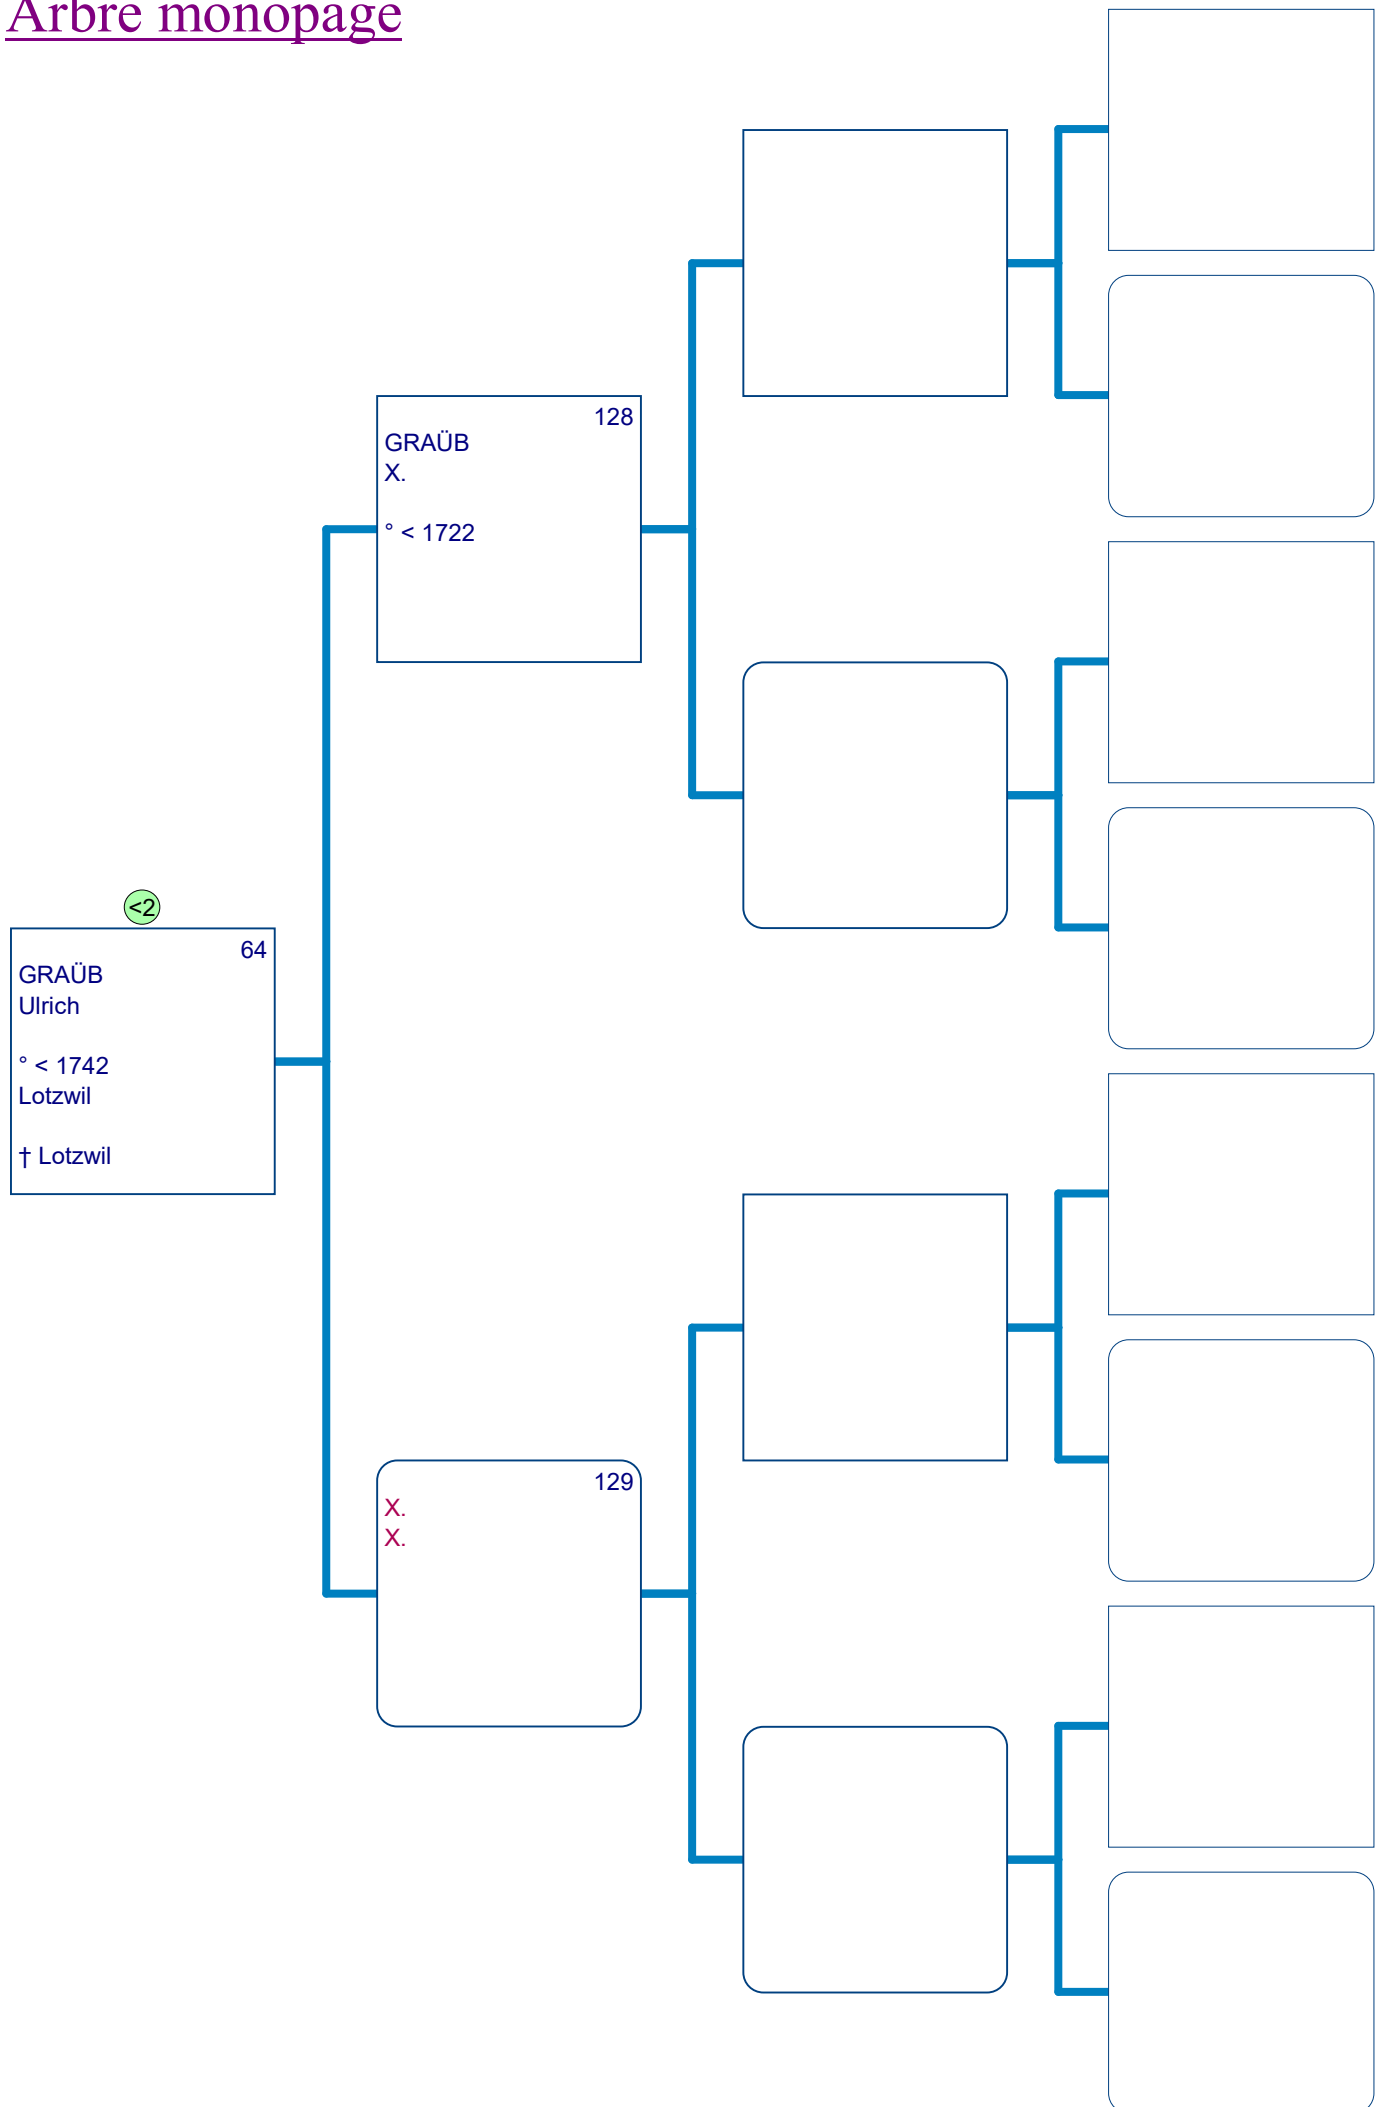 Arbre monopage
128
GRAÜB
X.
° < 1722
<2
64
GRAÜB
Ulrich
° < 1742
Lotzwil
† Lotzwil
129
X.
X.